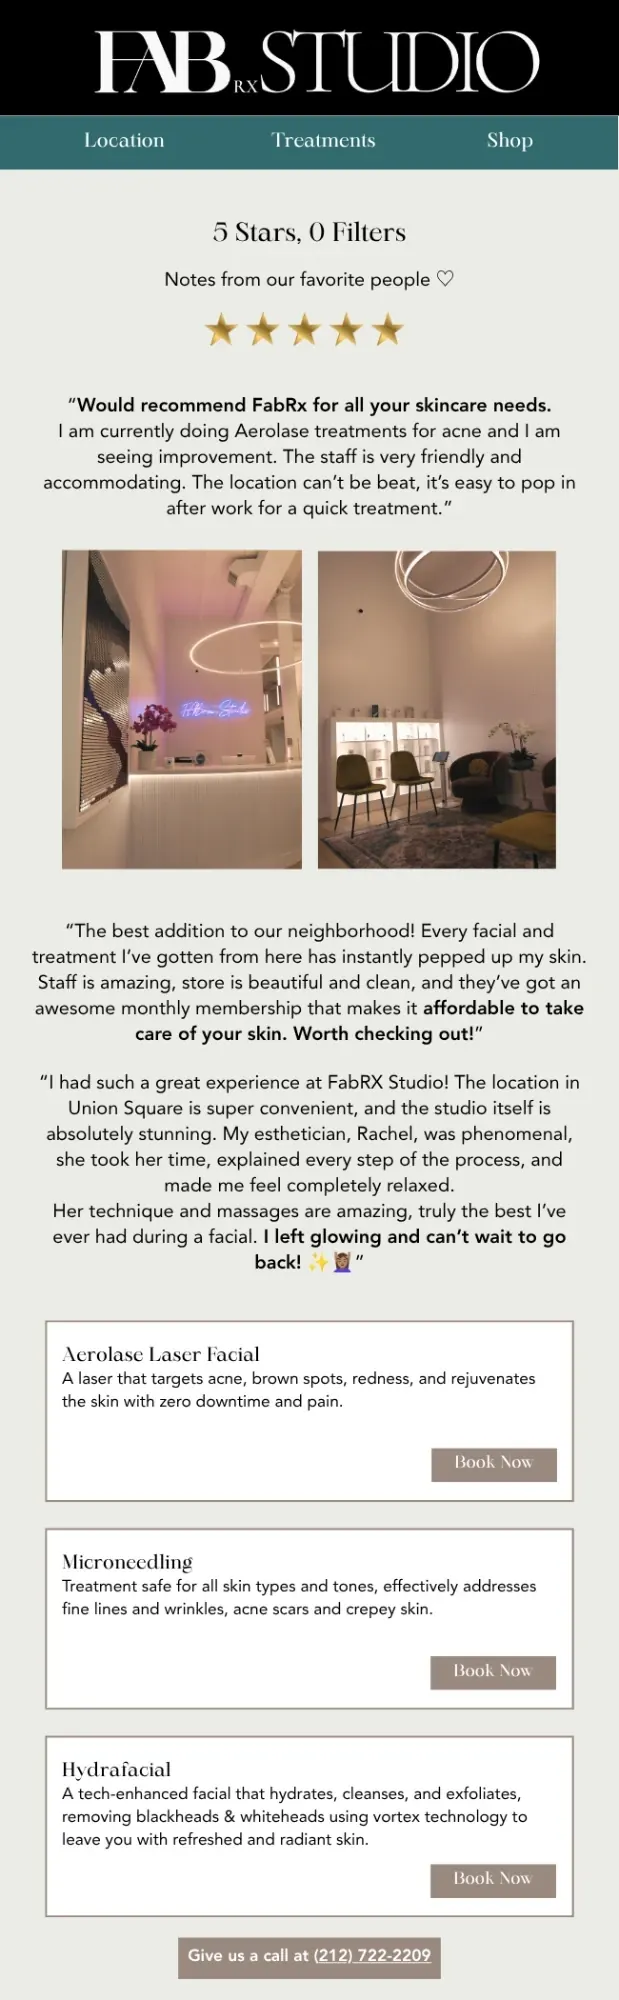 FAB RX STUDIO
Location Treatments Shop
5 Stars, 0 Filters
Notes from our favorite people ♡
“Would recommend FabRx for all your skincare needs.
I am currently doing Aerolase treatments for acne and I am
seeing improvement. The staff is very friendly and
accommodating. The location can’t be beat, it’s easy to pop in
after work for a quick treatment.”
“The best addition to our neighborhood! Every facial and
treatment I’ve gotten from here has instantly pepped up my skin.
Staff is amazing, store is beautiful and clean, and they’ve got an
awesome monthly membership that makes it affordable to take
care of your skin. Worth checking out!”
“I had such a great experience at FabRX Studio! The location in
Union Square is super convenient, and the studio itself is
absolutely stunning. My esthetician, Rachel, was phenomenal,
she took her time, explained every step of the process, and
made me feel completely relaxed.
Her technique and massages are amazing, truly the best I’ve
ever had during a facial. I left glowing and can’t wait to go
back! ✨💆🏽‍♀️“
Aerolase Laser Facial
A laser that targets acne, brown spots, redness, and rejuvenates
the skin with zero downtime and pain.
Book Now
Microneedling
Treatment safe for all skin types and tones, effectively addresses
fine lines and wrinkles, acne scars and crepey skin.
Book Now
Hydrafacial
A tech-enhanced facial that hydrates, cleanses, and exfoliates,
removing blackheads & whiteheads using vortex technology to
leave you with refreshed and radiant skin.
Book Now
Give us a call at (212) 722-2209